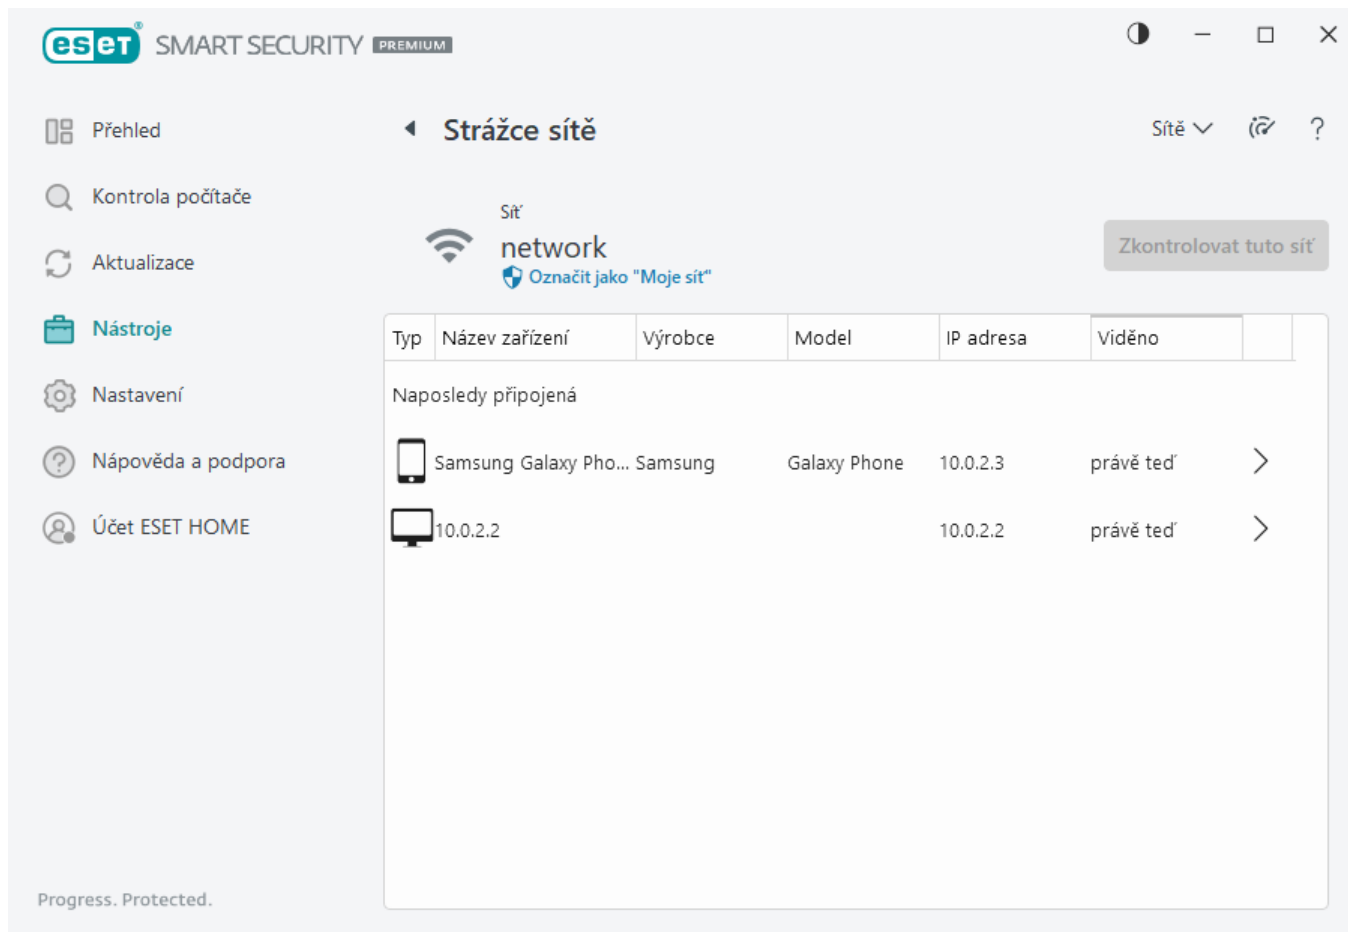 eset® SMART SECURITY PREMIUM
Přehled
Kontrola počítače
Aktualizace
Nástroje
Nastavení
Nápověda a podpora
Účet ESET HOME
Progress. Protected.
Strážce sítě
Sítě
?
Síť
network
Označit jako "Moje síť"
Zkontrolovat tuto síť
Typ Název zařízení Výrobce Model IP adresa Viděno
Naposledy připojená
Samsung Galaxy Pho... Samsung Galaxy Phone 10.0.2.3 právě teď
10.0.2.2 10.0.2.2 právě teď